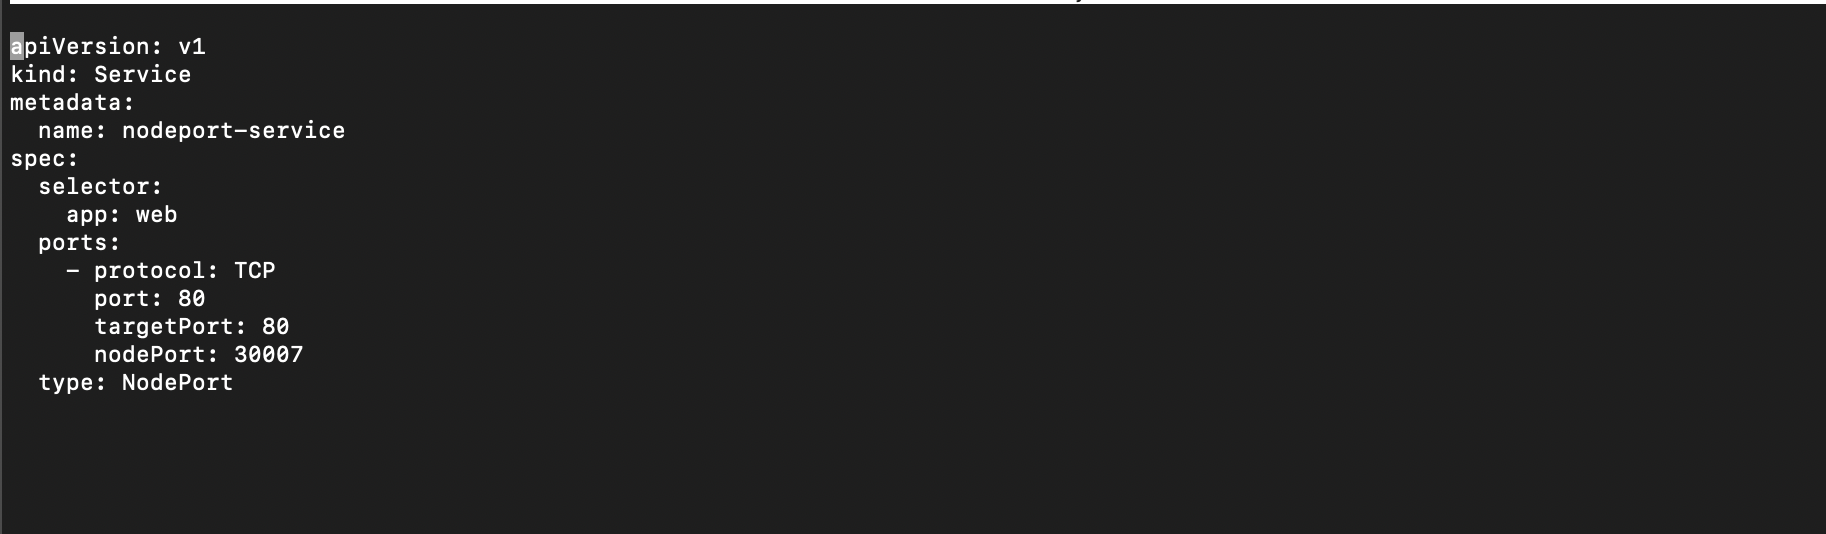 apiVersion: v1
kind: Service
metadata:
  name: nodeport-service
spec:
  selector:
    app: web
  ports:
    - protocol: TCP
      port: 80
      targetPort: 80
      nodePort: 30007
  type: NodePort